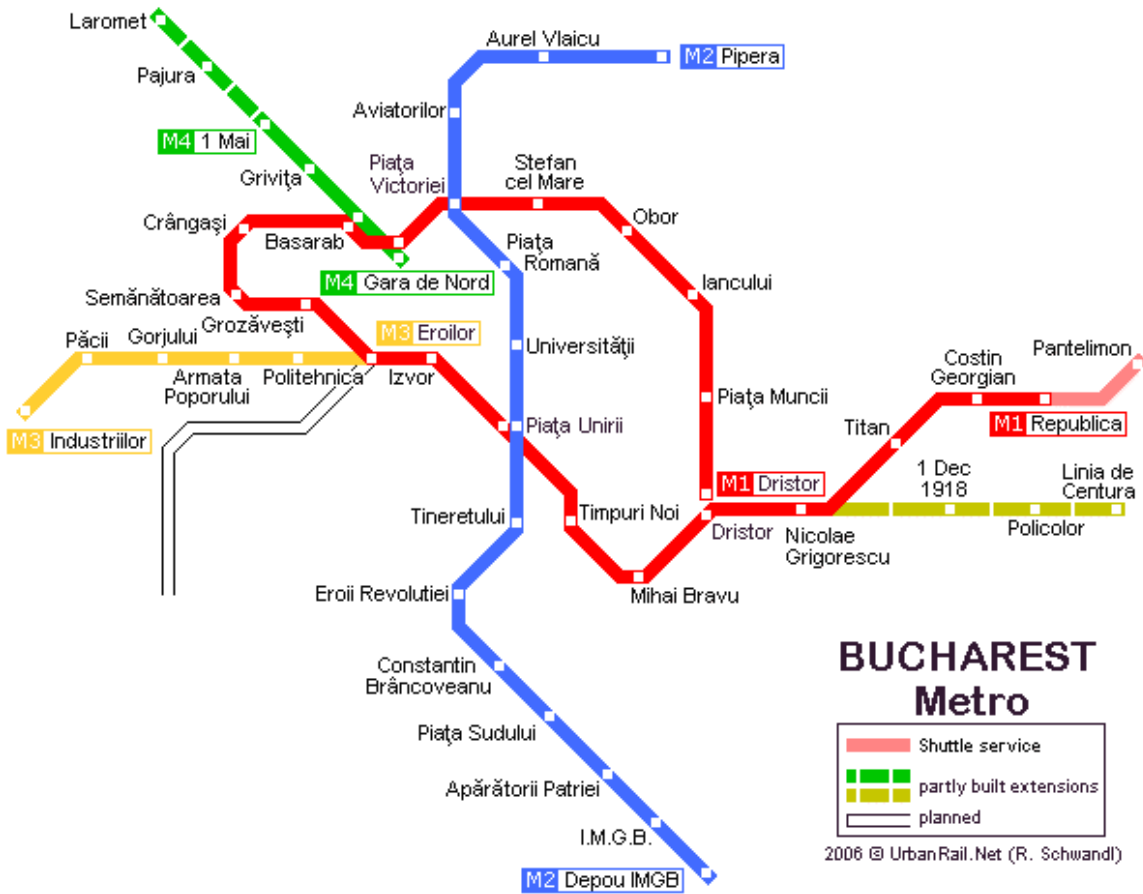 Laromet
Aurel Vlaicu
M2 Pipera
Pajura
Aviatorilor
M4 1 Mai
Piaţa
Victoriei
Stefan
cel Mare
Griviţa
Crângaşi
Basarab
Obor
Piaţa
Romană
M4 Gara de Nord
Iancului
Semănătoarea
Grozăveşti
M3 Eroilor
Păcii
Gorjului
Universităţii
Costin
Georgian
Pantelimon
Armata
Poporului
Politehnica
Izvor
Piaţa Muncii
M3 Industriilor
Piaţa Unirii
Titan
M1 Republica
M1 Dristor
1 Dec
1918
Linia de
Centura
Tineretului
Timpuri Noi
Dristor
Nicolae
Grigorescu
Policolor
Eroii Revolutiei
Mihai Bravu
Constantin
Brâncoveanu
Piaţa Sudului
Apărătorii Patriei
I.M.G.B.
M2 Depou IMGB
BUCHAREST
Metro
Shuttle service
partly built extensions
planned
2006 © UrbanRail.Net (R. Schwandl)